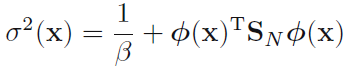 σ²(x) = 1/β + ϕ(x)ᵀS_Nϕ(x)